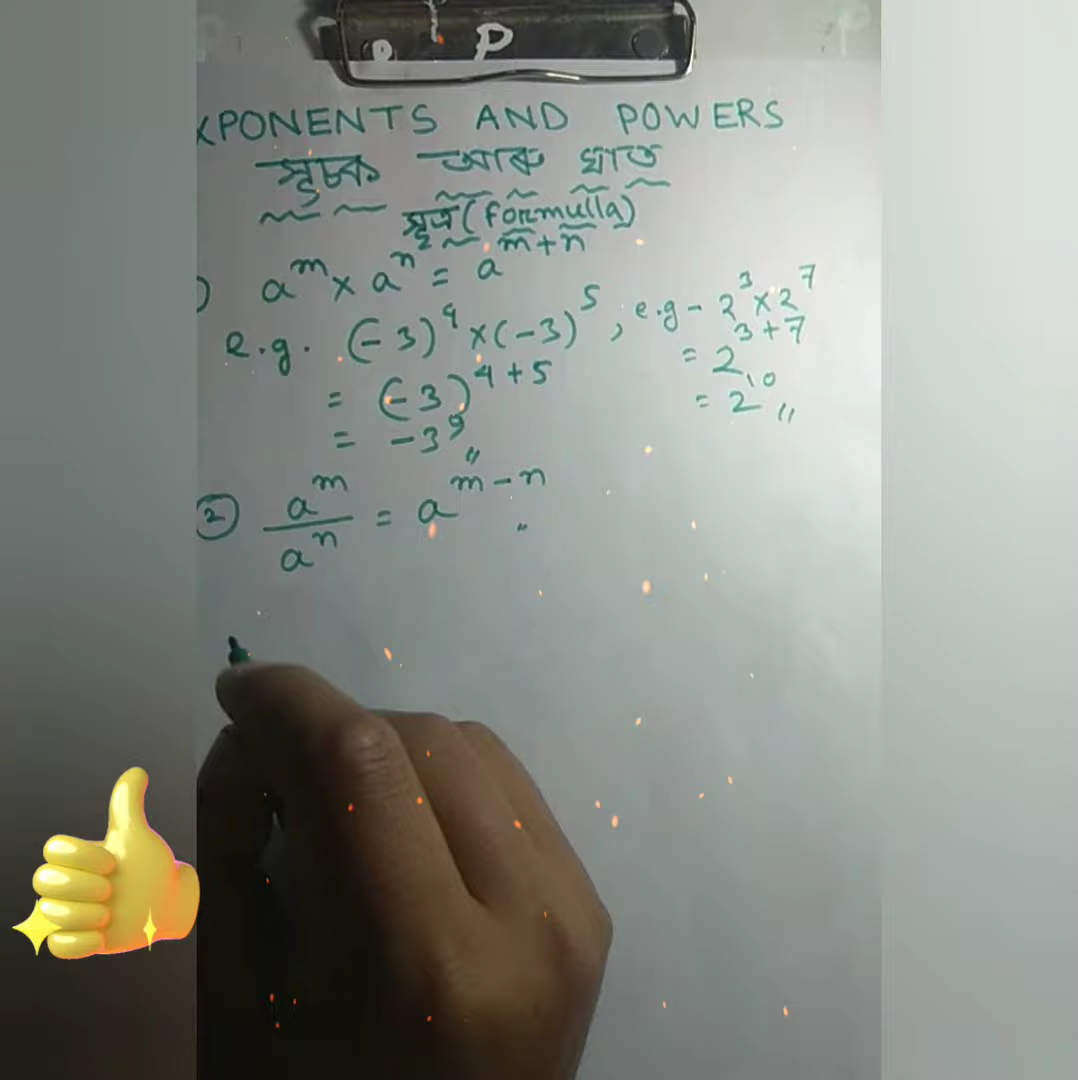 XPONENTS AND POWERS
সূচক আৰু ঘাত
সূত্ৰ (formulla)
) a^m × a^n = a^(m+n)
e.g. (-3)^4 × (-3)^5, e.g - 2^3 × 2^7
= (-3)^(4+5) = 2^(3+7)
= -3^9 〃 = 2^10 〃
② a^m / a^n = a^(m-n) 〃
P